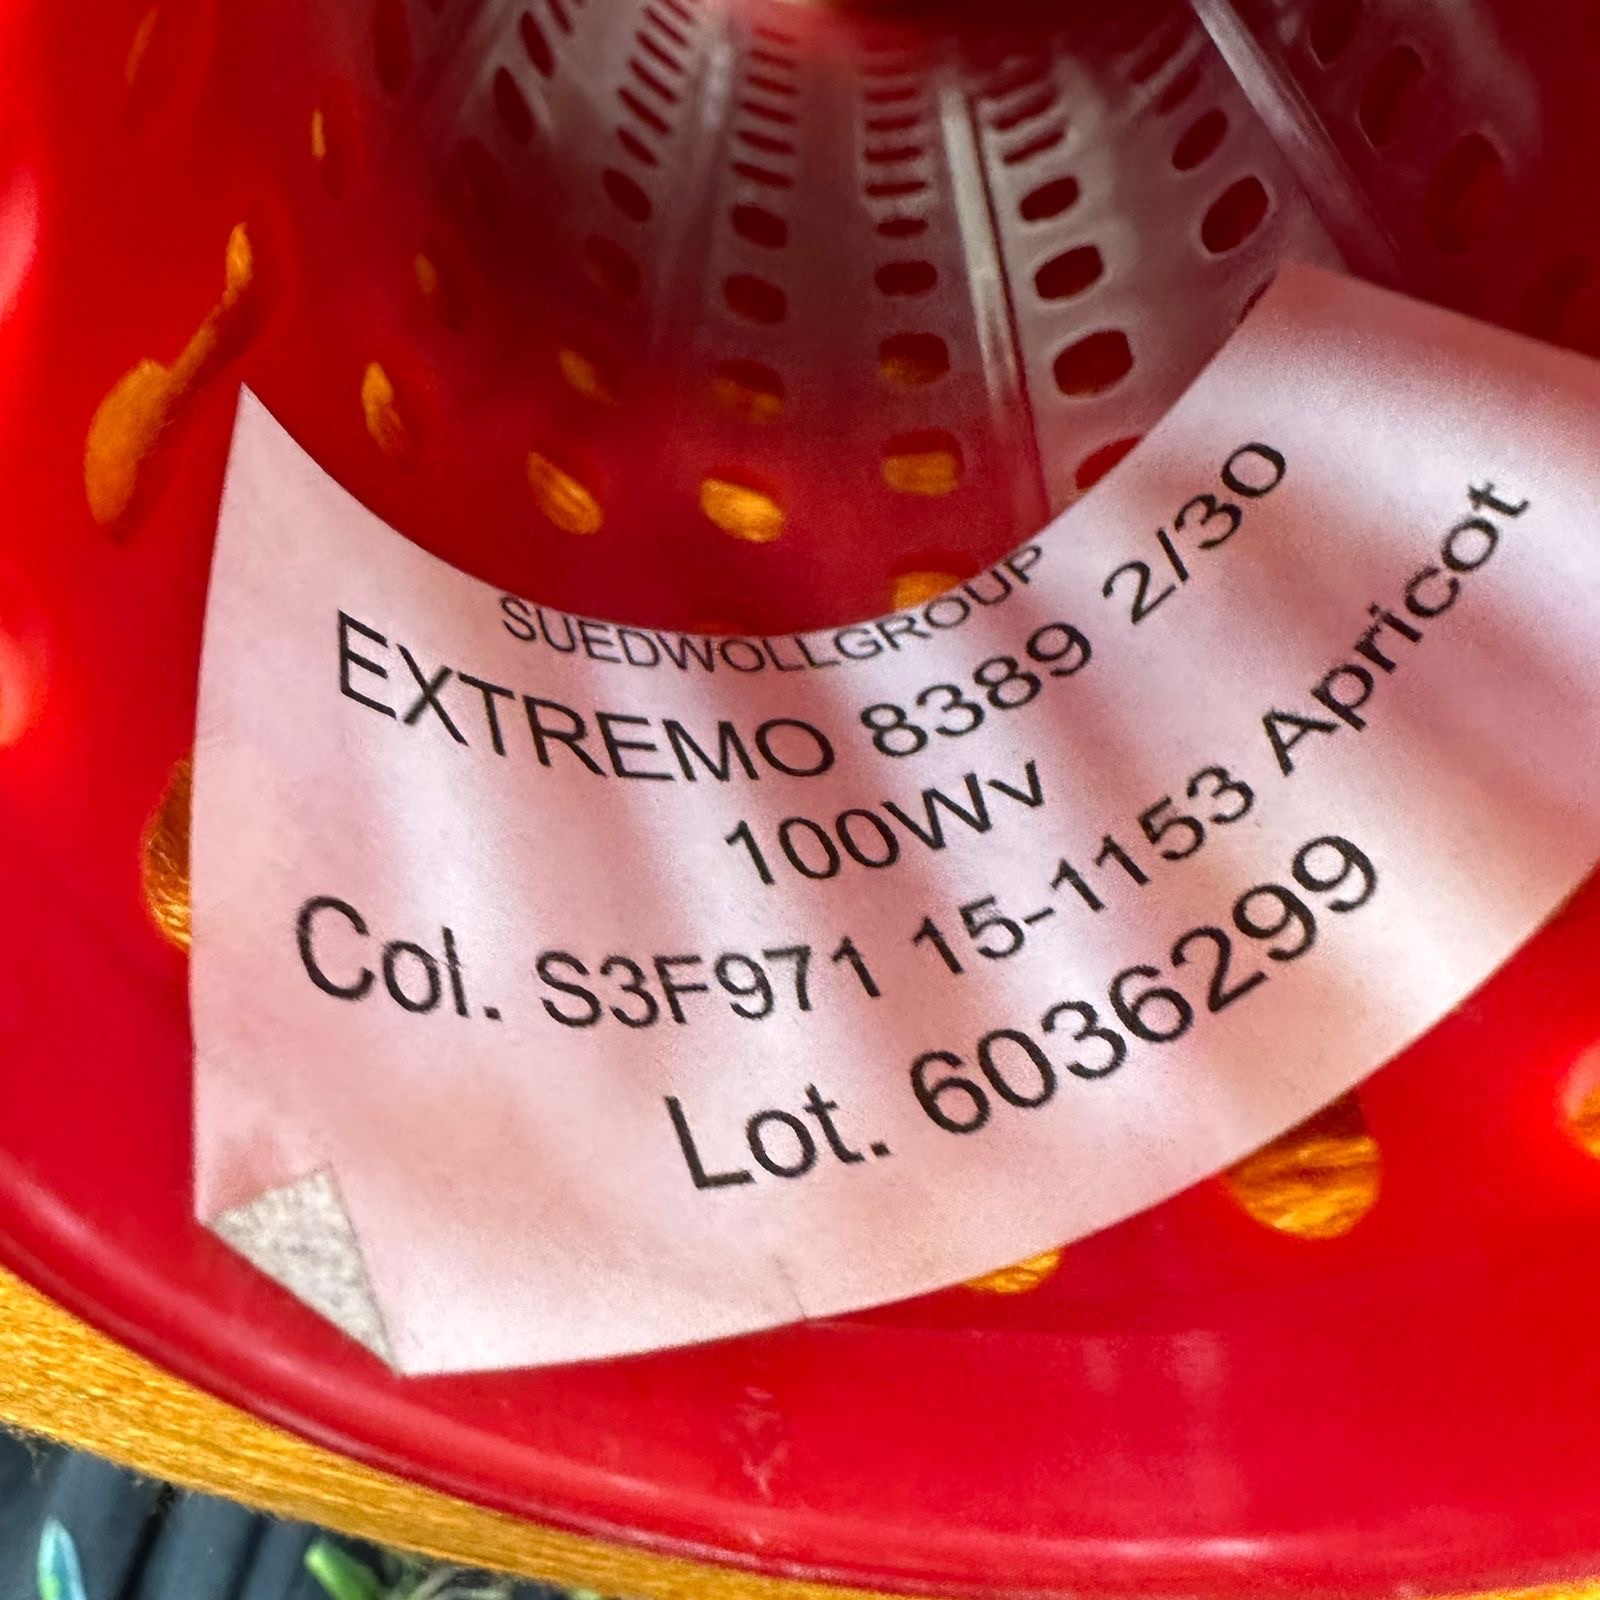 SUEDWOLLGROUP
EXTREMO 8389 2/30
100Wv
Col. S3F971 15-1153 Apricot
Lot. 6036299